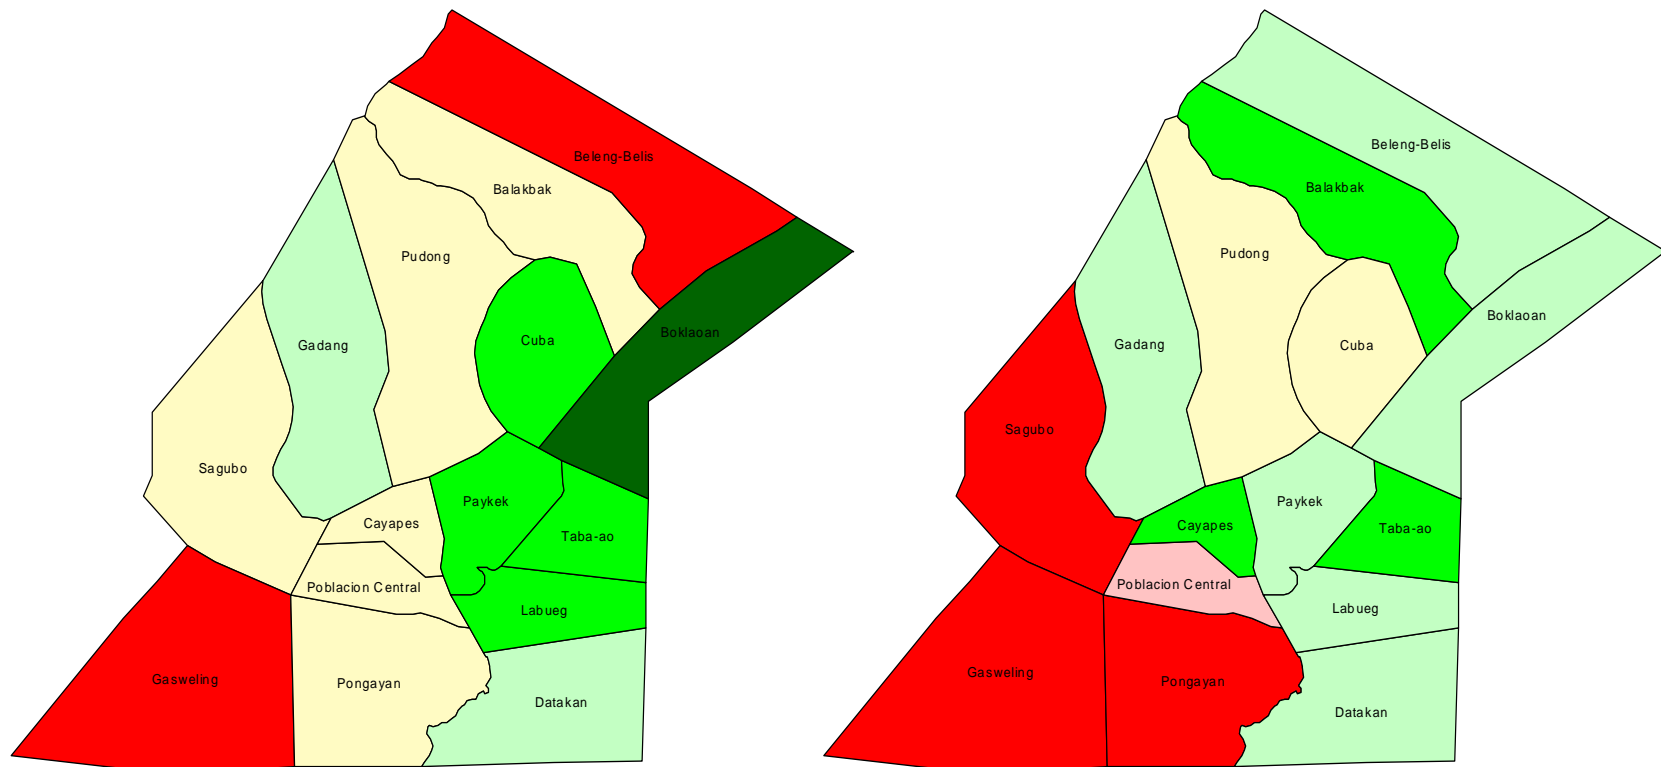 Beleng-Belis
Balakbak
Pudong
Cuba
Boklaoan
Gadang
Sagubo
Paykek
Cayapes
Taba-ao
Poblacion Central
Labueg
Gasweling
Pongayan
Datakan
Beleng-Belis
Balakbak
Pudong
Boklaoan
Gadang
Cuba
Sagubo
Paykek
Cayapes
Taba-ao
Poblacion Central
Labueg
Gasweling
Pongayan
Datakan